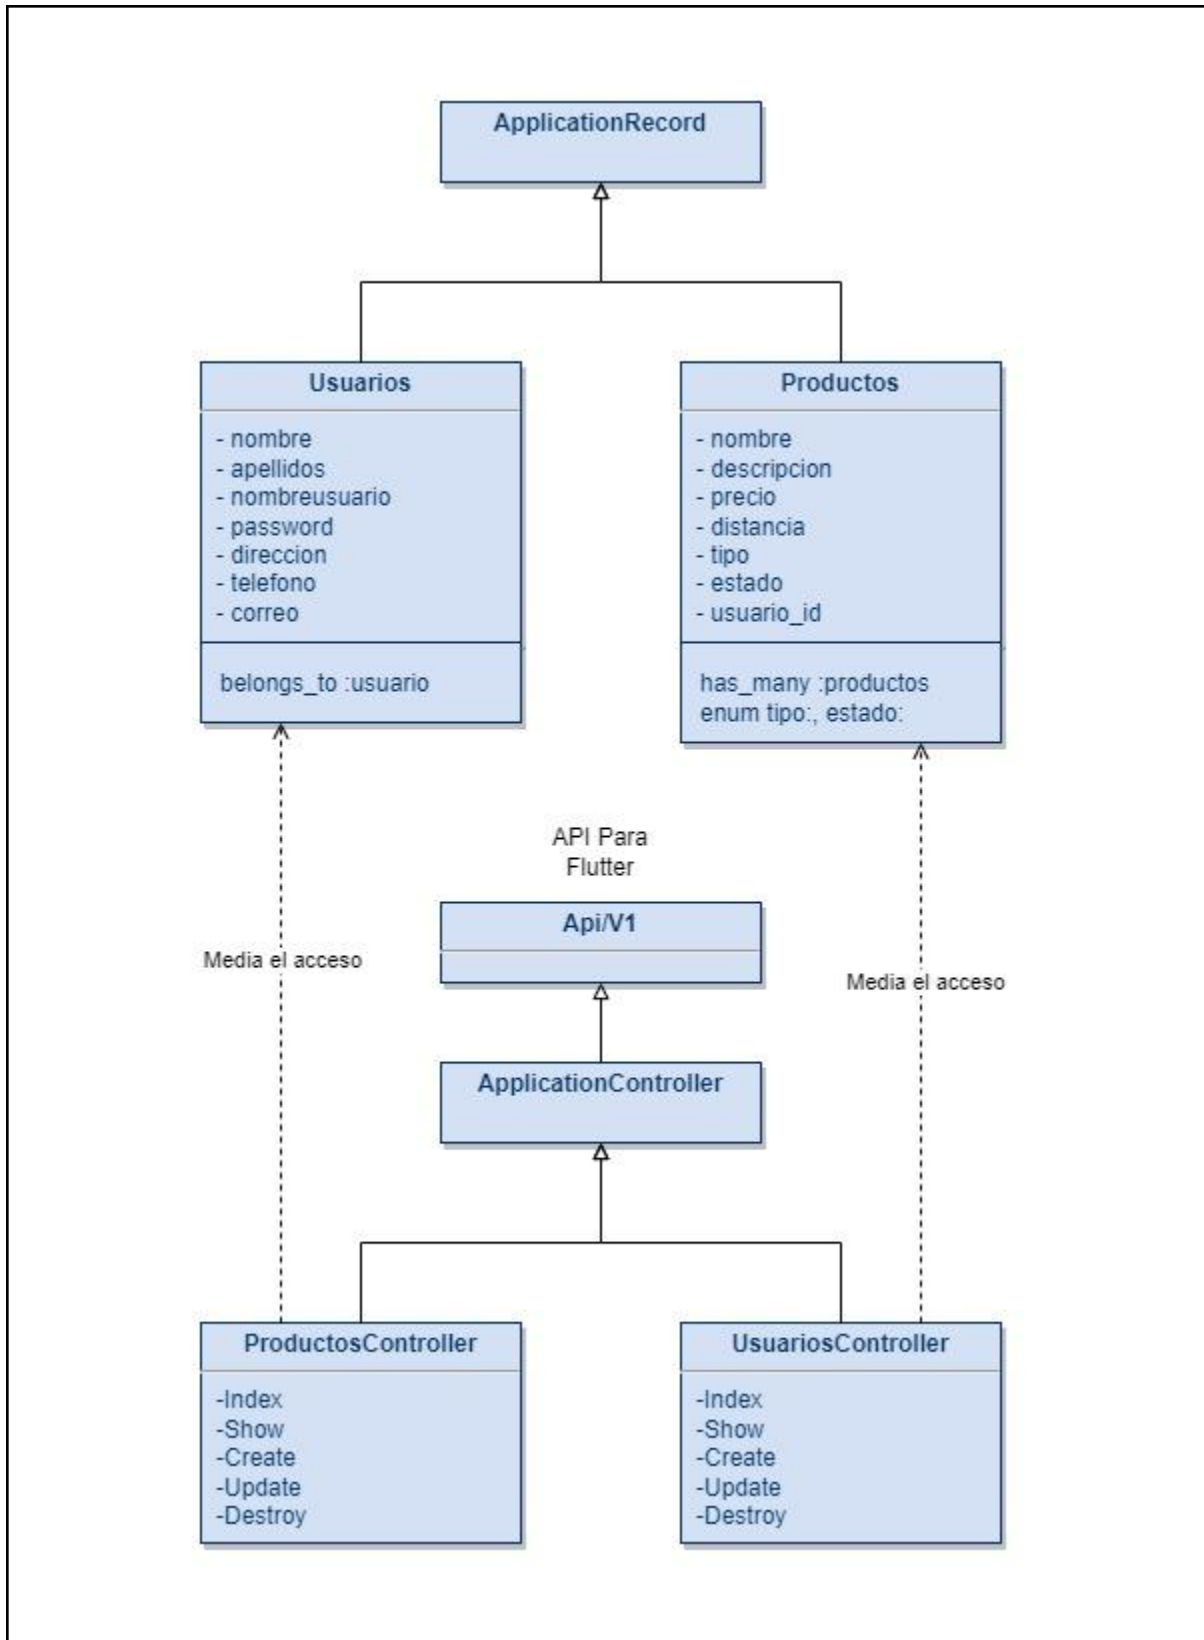 ApplicationRecord
Usuarios
- nombre
- apellidos
- nombreusuario
- password
- direccion
- telefono
- correo
belongs_to :usuario
Productos
- nombre
- descripcion
- precio
- distancia
- tipo
- estado
- usuario_id
has_many :productos
enum tipo:, estado:
API Para
Flutter
Api/V1
Media el acceso
Media el acceso
ApplicationController
ProductosController
-Index
-Show
-Create
-Update
-Destroy
UsuariosController
-Index
-Show
-Create
-Update
-Destroy